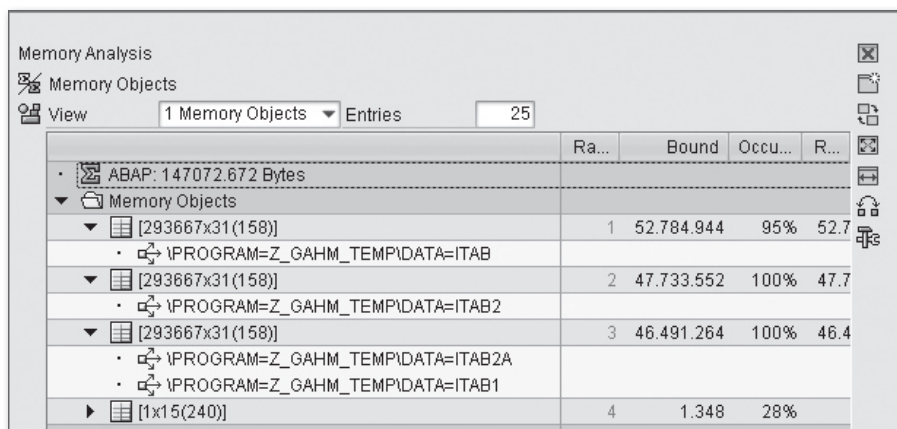 Memory Analysis
Memory Objects
View 1 Memory Objects Entries 25
Ra... Bound Occu... R...
ABAP: 147072.672 Bytes
Memory Objects
[293667x31(158)] 1 52.784.944 95% 52.7
\PROGRAM=Z_GAHM_TEMP\DATA=ITAB
[293667x31(158)] 2 47.733.552 100% 47.7
\PROGRAM=Z_GAHM_TEMP\DATA=ITAB2
[293667x31(158)] 3 46.491.264 100% 46.4
\PROGRAM=Z_GAHM_TEMP\DATA=ITAB2A
\PROGRAM=Z_GAHM_TEMP\DATA=ITAB1
[1x15(240)] 4 1.348 28%